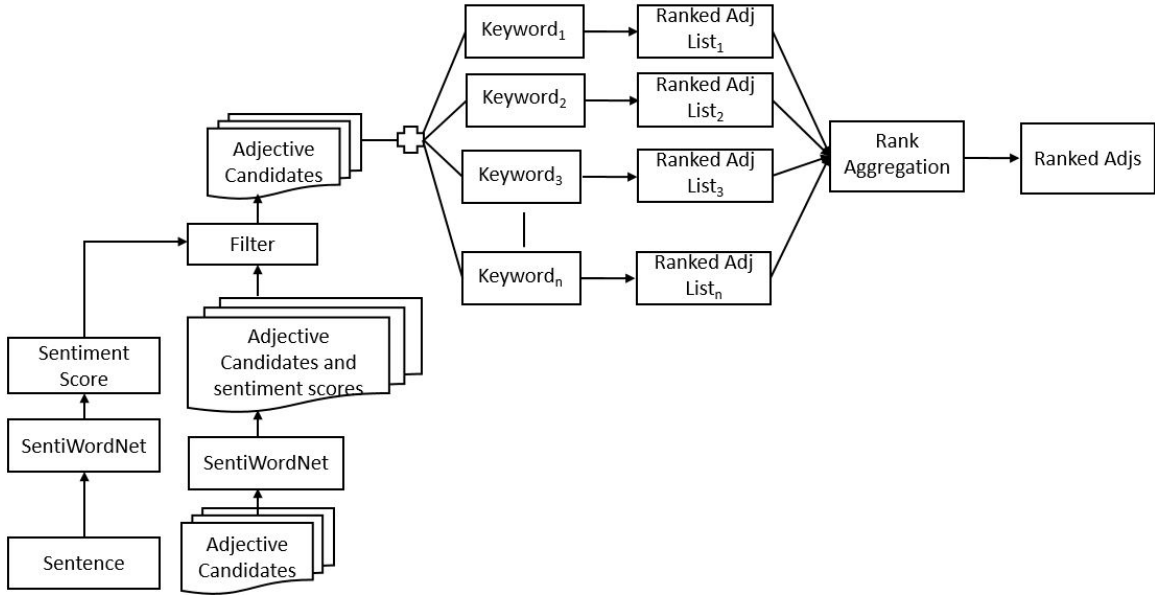 Keyword₁
Ranked Adj
List₁
Keyword₂
Ranked Adj
List₂
Adjective
Candidates
Keyword₃
Ranked Adj
List₃
Rank
Aggregation
Ranked Adjs
Filter
Keywordₙ
Ranked Adj
Listₙ
Sentiment
Score
Adjective
Candidates and
sentiment scores
SentiWordNet
SentiWordNet
Sentence
Adjective
Candidates